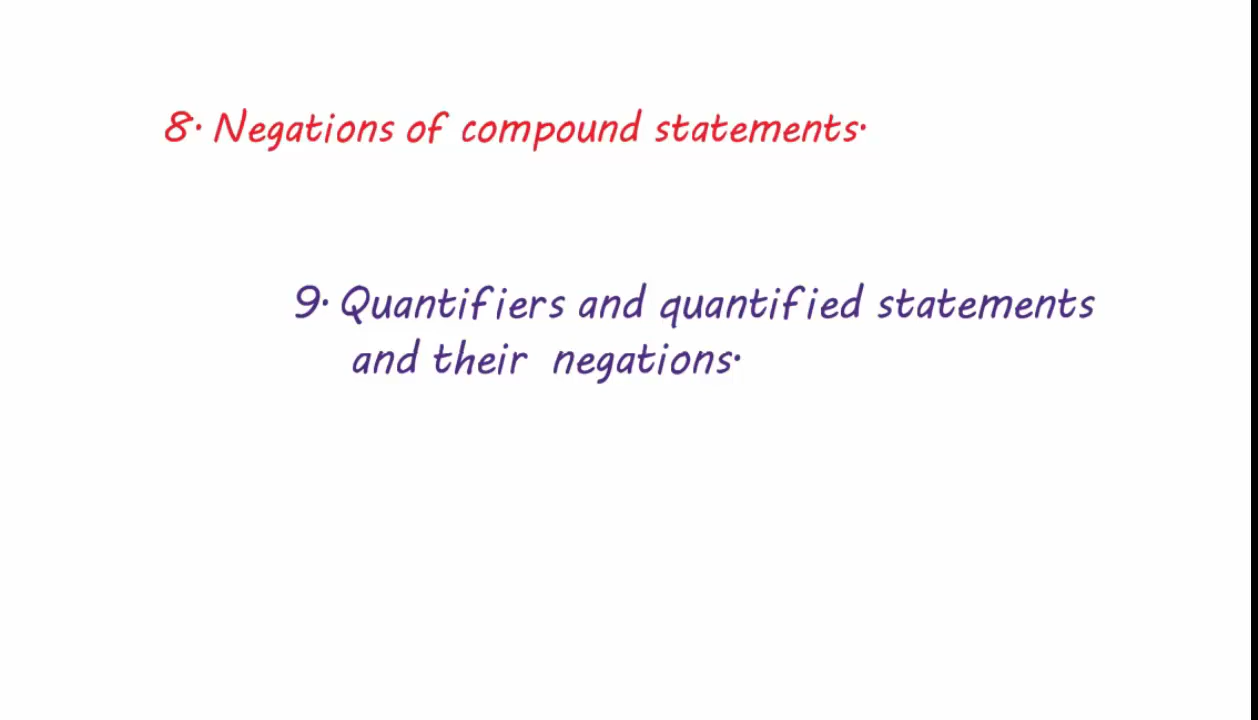 8. Negations of compound statements.
9. Quantifiers and quantified statements
and their negations.